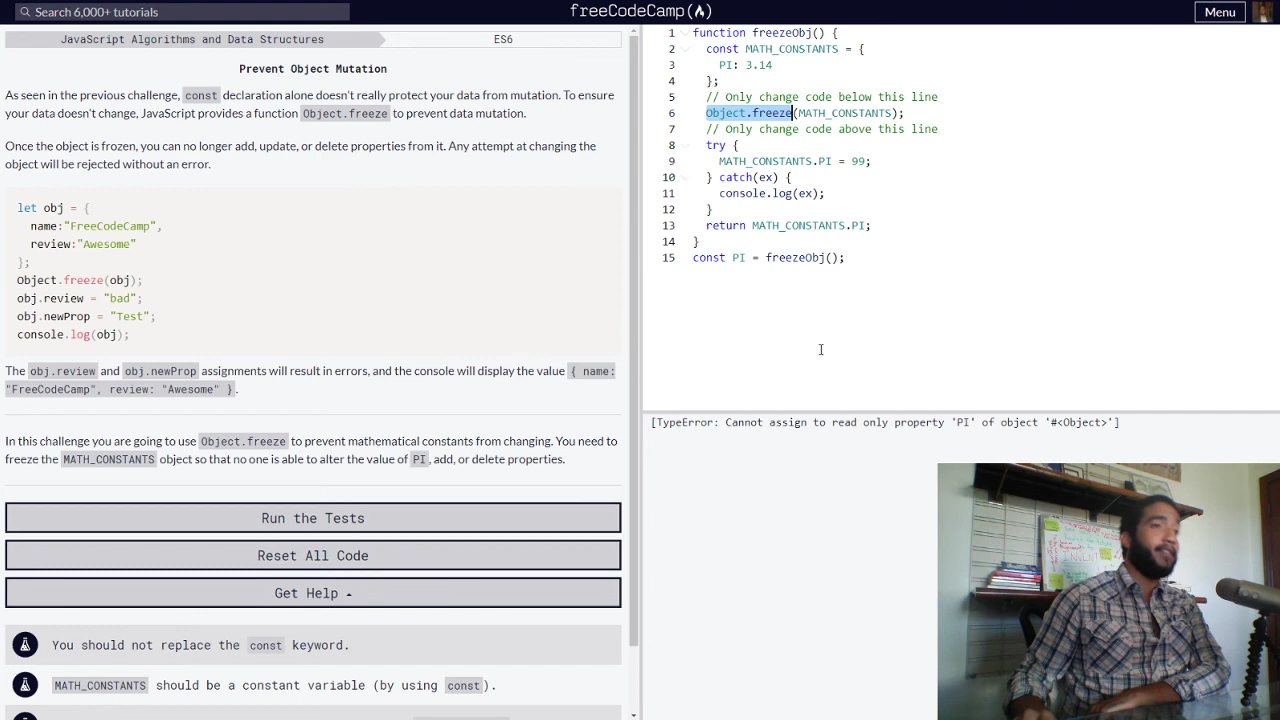 Search 6,000+ tutorials
freeCodeCamp
Menu
JavaScript Algorithms and Data Structures
ES6
Prevent Object Mutation
As seen in the previous challenge, const declaration alone doesn't really protect your data from mutation. To ensure
your data doesn't change, JavaScript provides a function Object.freeze to prevent data mutation.
Once the object is frozen, you can no longer add, update, or delete properties from it. Any attempt at changing the
object will be rejected without an error.
let obj = {
name:"FreeCodeCamp",
review:"Awesome"
};
Object.freeze(obj);
obj.review = "bad";
obj.newProp = "Test";
console.log(obj);
The obj.review and obj.newProp assignments will result in errors, and the console will display the value { name:
"FreeCodeCamp", review: "Awesome" } .
In this challenge you are going to use Object.freeze to prevent mathematical constants from changing. You need to
freeze the MATH_CONSTANTS object so that no one is able to alter the value of PI , add, or delete properties.
Run the Tests
Reset All Code
Get Help
You should not replace the const keyword.
MATH_CONSTANTS should be a constant variable (by using const ).
1 function freezeObj() {
2 const MATH_CONSTANTS = {
3 PI: 3.14
4 };
5 // Only change code below this line
6 Object.freeze(MATH_CONSTANTS);
7 // Only change code above this line
8 try {
9 MATH_CONSTANTS.PI = 99;
10 } catch(ex) {
11 console.log(ex);
12 }
13 return MATH_CONSTANTS.PI;
14 }
15 const PI = freezeObj();
[TypeError: Cannot assign to read only property 'PI' of object '#<Object>']